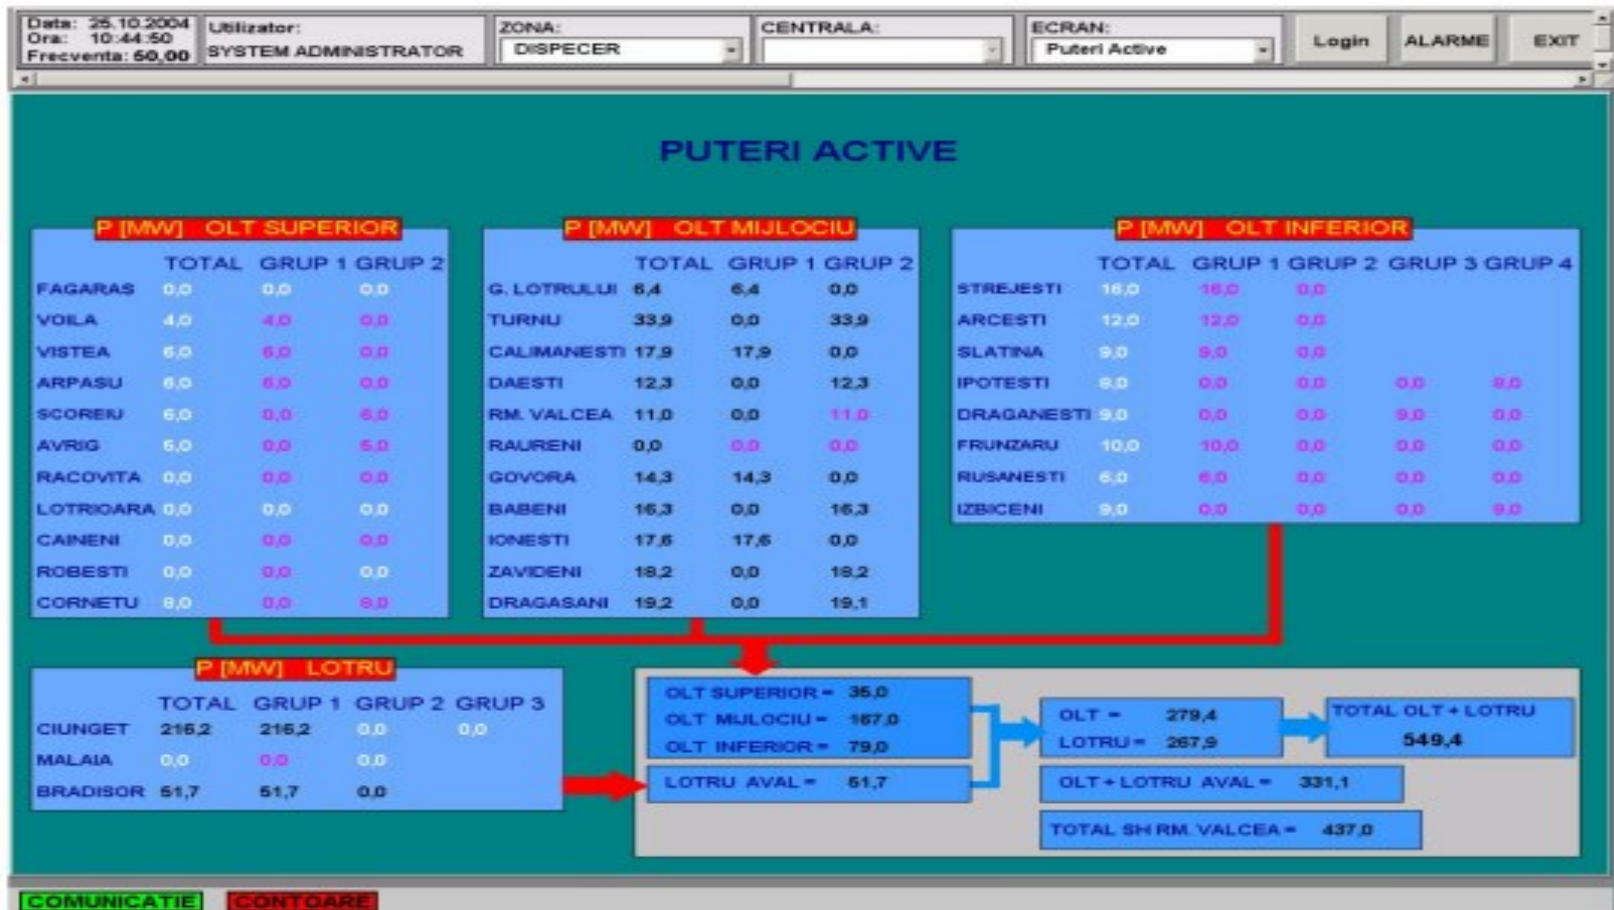 Data: 25.10.2004 Utilizator: ZONA: CENTRALA: ECRAN:
Ora: 10:44:50 Login ALARME EXIT
Frecventa: 50,00 SYSTEM ADMINISTRATOR DISPECER Puteri Active
PUTERI ACTIVE
P [MW] OLT SUPERIOR
TOTAL GRUP 1 GRUP 2
FAGARAS 0,0 0,0 0,0
VOILA 4,0 4,0 0,0
VISTEA 6,0 6,0 0,0
ARPASU 6,0 6,0 0,0
SCOREIU 6,0 0,0 6,0
AVRIG 5,0 0,0 5,0
RACOVITA 0,0 0,0 0,0
LOTRIOARA 0,0 0,0 0,0
CAINENI 0,0 0,0 0,0
ROBESTI 0,0 0,0 0,0
CORNETU 8,0 0,0 8,0
P [MW] OLT MIJLOCIU
TOTAL GRUP 1 GRUP 2
G. LOTRULUI 6,4 6,4 0,0
TURNU 33,9 0,0 33,9
CALIMANESTI 17,9 17,9 0,0
DAESTI 12,3 0,0 12,3
RM. VALCEA 11,0 0,0 11,0
RAURENI 0,0 0,0 0,0
GOVORA 14,3 14,3 0,0
BABENI 16,3 0,0 16,3
IONESTI 17,6 17,6 0,0
ZAVIDENI 18,2 0,0 18,2
DRAGASANI 19,2 0,0 19,1
P [MW] OLT INFERIOR
TOTAL GRUP 1 GRUP 2 GRUP 3 GRUP 4
STREJESTI 16,0 16,0 0,0
ARCESTI 12,0 12,0 0,0
SLATINA 9,0 9,0 0,0
IPOTESTI 8,0 0,0 0,0 0,0 8,0
DRAGANESTI 9,0 0,0 0,0 9,0 0,0
FRUNZARU 10,0 10,0 0,0 0,0 0,0
RUSANESTI 6,0 6,0 0,0 0,0 0,0
IZBICENI 9,0 0,0 0,0 0,0 9,0
P [MW] LOTRU
TOTAL GRUP 1 GRUP 2 GRUP 3
CIUNGET 216,2 216,2 0,0 0,0
MALAIA 0,0 0,0 0,0
BRADISOR 51,7 51,7 0,0
OLT SUPERIOR = 35,0
OLT MIJLOCIU = 167,0
OLT INFERIOR = 79,0
LOTRU AVAL = 51,7
OLT = 279,4
LOTRU = 267,9
TOTAL OLT + LOTRU
549,4
OLT + LOTRU AVAL = 331,1
TOTAL SH RM. VALCEA = 437,0
COMUNICATIE CONTOARE